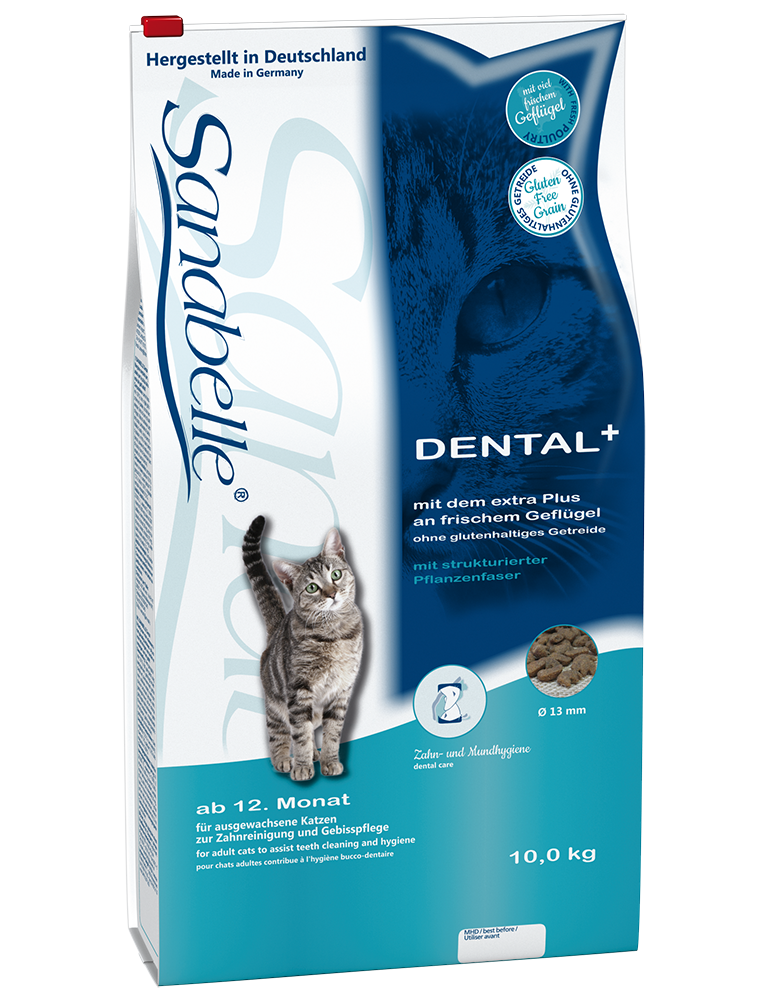 Hergestellt in Deutschland
Made in Germany
Sanabelle®
mit viel
frischem
Geflügel
WITH FRESH POULTRY
OHNE GLUTENHALTIGES GETREIDE
Gluten
Free
Grain
DENTAL+
mit dem extra Plus
an frischem Geflügel
ohne glutenhaltiges Getreide
mit strukturierter
Pflanzenfaser
Ø 13 mm
Zahn- und Mundhygiene
dental care
ab 12. Monat
für ausgewachsene Katzen
zur Zahnreinigung und Gebisspflege
for adult cats to assist teeth cleaning and hygiene
pour chats adultes contribue à l'hygiène bucco-dentaire
10,0 kg
MHD / best before /
Utiliser avant